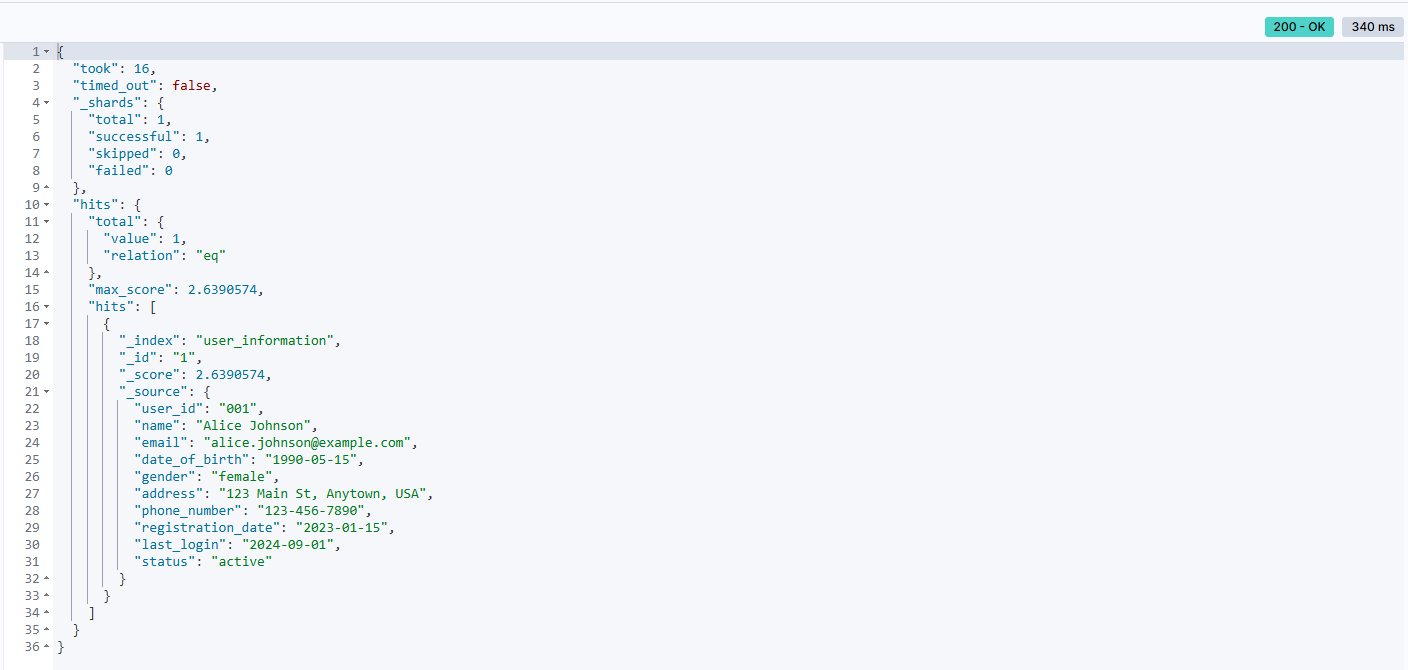 200 - OK 340 ms
1 {
2 "took": 16,
3 "timed_out": false,
4 "_shards": {
5 "total": 1,
6 "successful": 1,
7 "skipped": 0,
8 "failed": 0
9 },
10 "hits": {
11 "total": {
12 "value": 1,
13 "relation": "eq"
14 },
15 "max_score": 2.6390574,
16 "hits": [
17 {
18 "_index": "user_information",
19 "_id": "1",
20 "_score": 2.6390574,
21 "_source": {
22 "user_id": "001",
23 "name": "Alice Johnson",
24 "email": "alice.johnson@example.com",
25 "date_of_birth": "1990-05-15",
26 "gender": "female",
27 "address": "123 Main St, Anytown, USA",
28 "phone_number": "123-456-7890",
29 "registration_date": "2023-01-15",
30 "last_login": "2024-09-01",
31 "status": "active"
32 }
33 }
34 ]
35 }
36 }